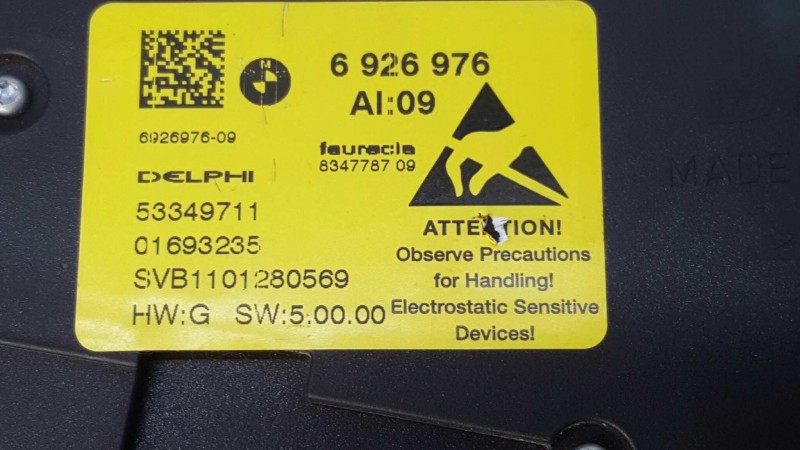 6 926 976
AI:09
6926976-09
faurecia
8347787 09
DELPHI
53349711
01693235
SVB1101280569
HW:G SW:5.00.00
ATTENTION!
Observe Precautions
for Handling!
Electrostatic Sensitive
Devices!
MADE